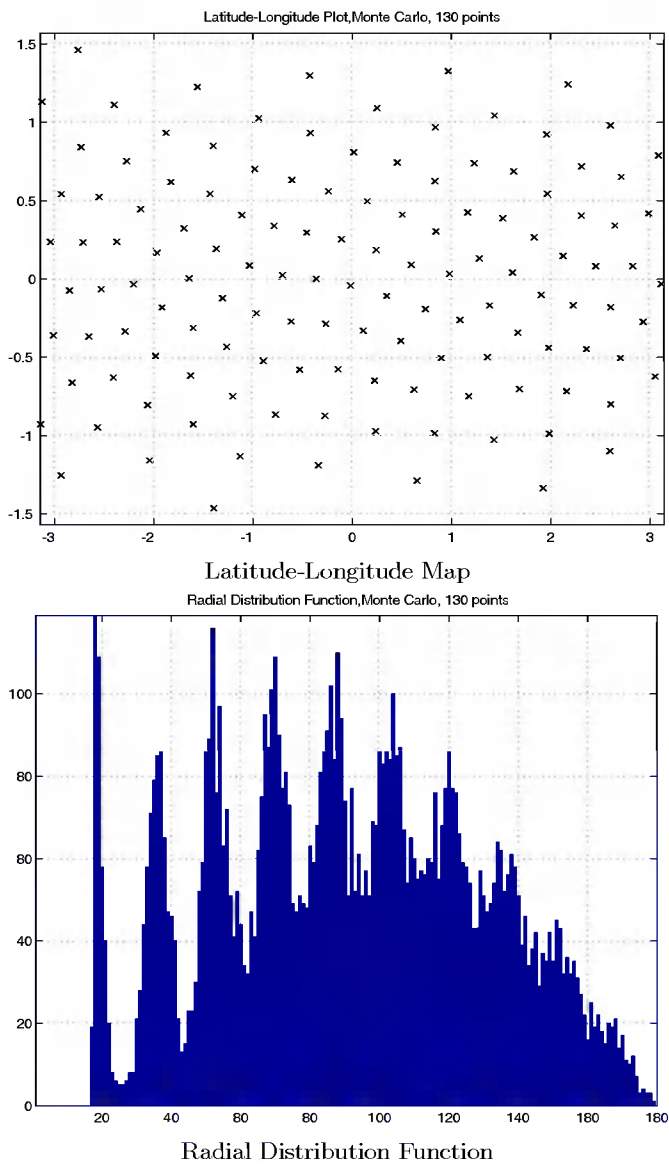 Latitude-Longitude Plot,Monte Carlo, 130 points
1.5
1
0.5
0
-0.5
-1
-1.5
-3 -2 -1 0 1 2 3
Latitude-Longitude Map
Radial Distribution Function,Monte Carlo, 130 points
100
80
60
40
20
0
20 40 60 80 100 120 140 160 180
Radial Distribution Function